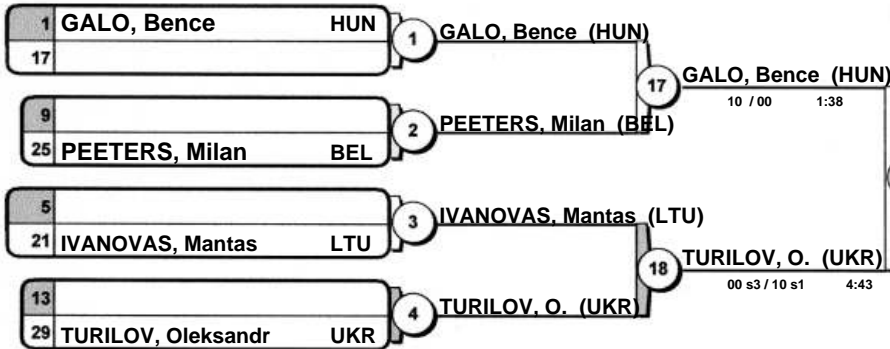 1 GALO, Bence HUN
17
1 GALO, Bence (HUN)
9
25 PEETERS, Milan BEL
2 PEETERS, Milan (BEL)
17 GALO, Bence (HUN)
10 / 00 1:38
5
21 IVANOVAS, Mantas LTU
3 IVANOVAS, Mantas (LTU)
13
29 TURILOV, Oleksandr UKR
4 TURILOV, O. (UKR)
18 TURILOV, O. (UKR)
00 s3 / 10 s1 4:43